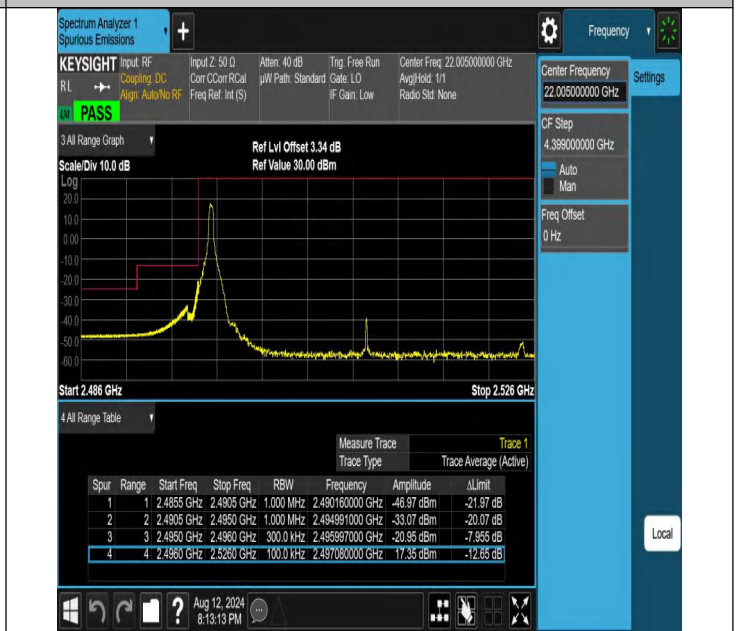 Spectrum Analyzer 1
Spurious Emissions
+
Frequency
KEYSIGHT Input: RF Input Z: 50 Ω Atten: 40 dB Trig: Free Run Center Freq: 22.005000000 GHz
RL Coupling: DC Corr CCorr RCal µW Path: Standard Gate: LO Avg|Hold: 1/1
Align: Auto/No RF Freq Ref: Int (S) IF Gain: Low Radio Std: None
LIM PASS
Center Frequency
22.005000000 GHz
Settings
CF Step
4.399000000 GHz
Auto
Man
Freq Offset
0 Hz
3 All Range Graph
Ref Lvl Offset 3.34 dB
Scale/Div 10.0 dB Ref Value 30.00 dBm
Log
20.0
10.0
0.00
-10.0
-20.0
-30.0
-40.0
-50.0
-60.0
Start 2.486 GHz Stop 2.526 GHz
4 All Range Table
Measure Trace Trace 1
Trace Type Trace Average (Active)
Spur Range Start Freq Stop Freq RBW Frequency Amplitude ΔLimit
1 1 2.4855 GHz 2.4905 GHz 1.000 MHz 2.490160000 GHz -46.97 dBm -21.97 dB
2 2 2.4905 GHz 2.4950 GHz 1.000 MHz 2.494991000 GHz -33.07 dBm -20.07 dB
3 3 2.4950 GHz 2.4960 GHz 300.0 kHz 2.495997000 GHz -20.95 dBm -7.955 dB
4 4 2.4960 GHz 2.5260 GHz 100.0 kHz 2.497080000 GHz 17.35 dBm -12.65 dB
Local
? Aug 12, 2024
8:13:13 PM